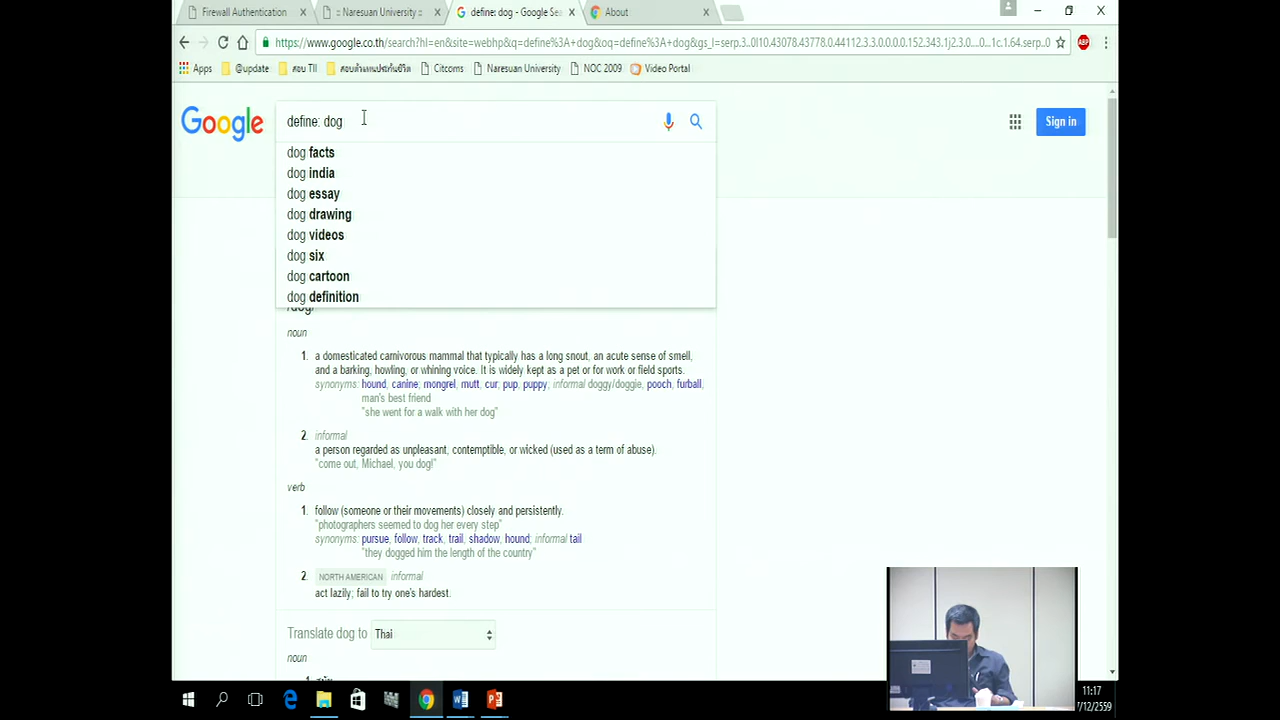 Firewall Authentication
:: Naresuan University ::
define: dog - Google Se
About
https://www.google.co.th/search?hl=en&site=webhp&q=define%3A+dog&oq=define%3A+dog&gs_l=serp.3...0l10.43078.43778.0.44112.3.3.0.0.0.0.152.343.1j2.3.0....0...1c.1.64.serp..0
ABP
Apps
@update
สอบ TII
Citcoms
Naresuan University
NOC 2009
Video Portal
Google
define: dog
Sign in
dog facts
dog india
dog essay
dog drawing
dog videos
dog six
dog cartoon
dog definition
noun
1. a domesticated carnivorous mammal that typically has a long snout, an acute sense of smell,
and a barking, howling, or whining voice. It is widely kept as a pet or for work or field sports.
synonyms: hound, canine, mongrel, mutt, cur; pup, puppy; informal doggy/doggie, pooch, furball,
man's best friend
"she went for a walk with her dog"
2. informal
a person regarded as unpleasant, contemptible, or wicked (used as a term of abuse).
"come out, Michael, you dog!"
verb
1. follow (someone or their movements) closely and persistently.
"photographers seemed to dog her every step"
synonyms: pursue, follow, track, trail, shadow, hound; informal tail
"they dogged him the length of the country"
2. NORTH AMERICAN informal
act lazily; fail to try one's hardest.
Translate dog to Thai
noun
11:17
7/12/2559